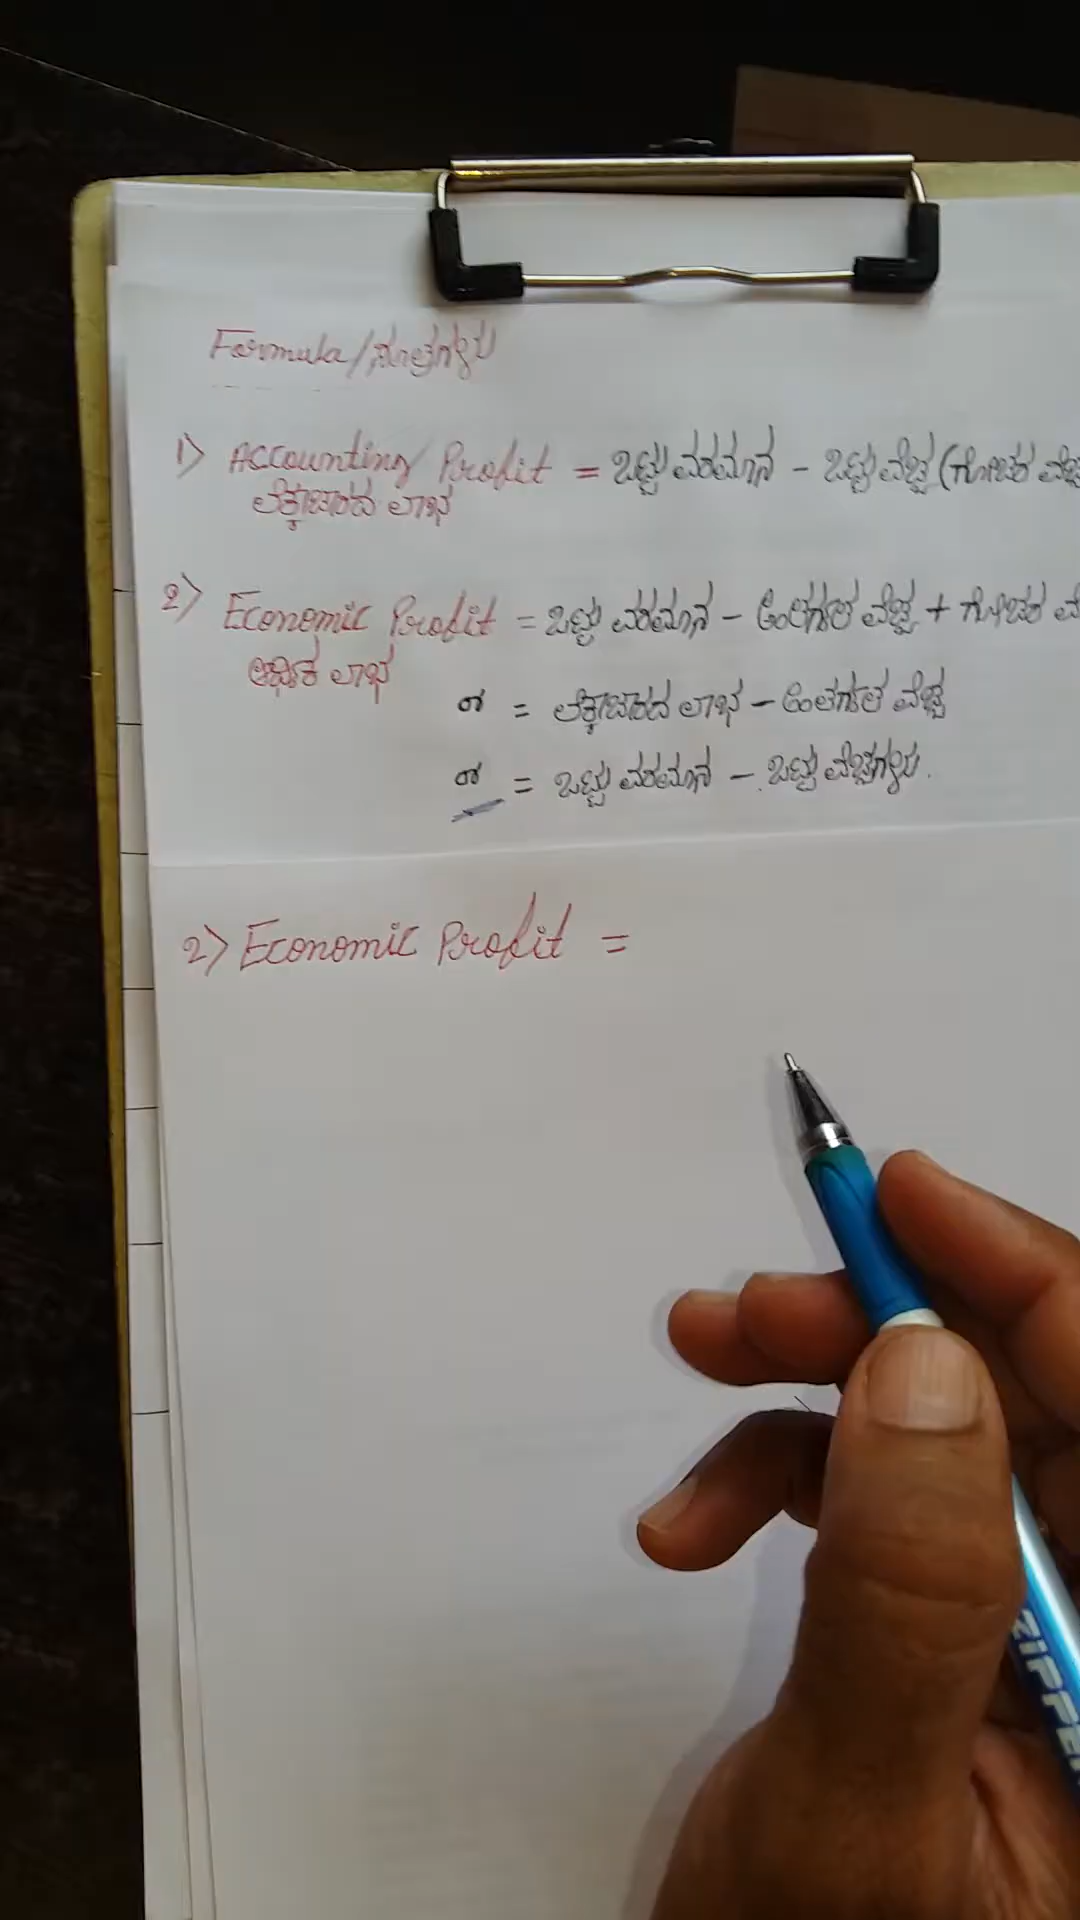 Formula/ಸೂತ್ರಗಳು
1) Accounting Profit = ಒಟ್ಟು ವರಮಾನ - ಒಟ್ಟು ವೆಚ್ಚ (ಗೋಚರ ವೆಚ್ಚ
ಲೆಕ್ಕಾಚಾರದ ಲಾಭ
2) Economic Profit = ಒಟ್ಟು ವರಮಾನ - ಅಂತರ್ಗತ ವೆಚ್ಚ + ಗೋಚರ ವೆ
ಆರ್ಥಿಕ ಲಾಭ
" = ಲೆಕ್ಕಾಚಾರದ ಲಾಭ - ಅಂತರ್ಗತ ವೆಚ್ಚ
" = ಒಟ್ಟು ವರಮಾನ - ಒಟ್ಟು ವೆಚ್ಚಗಳು.
2) Economic Profit =